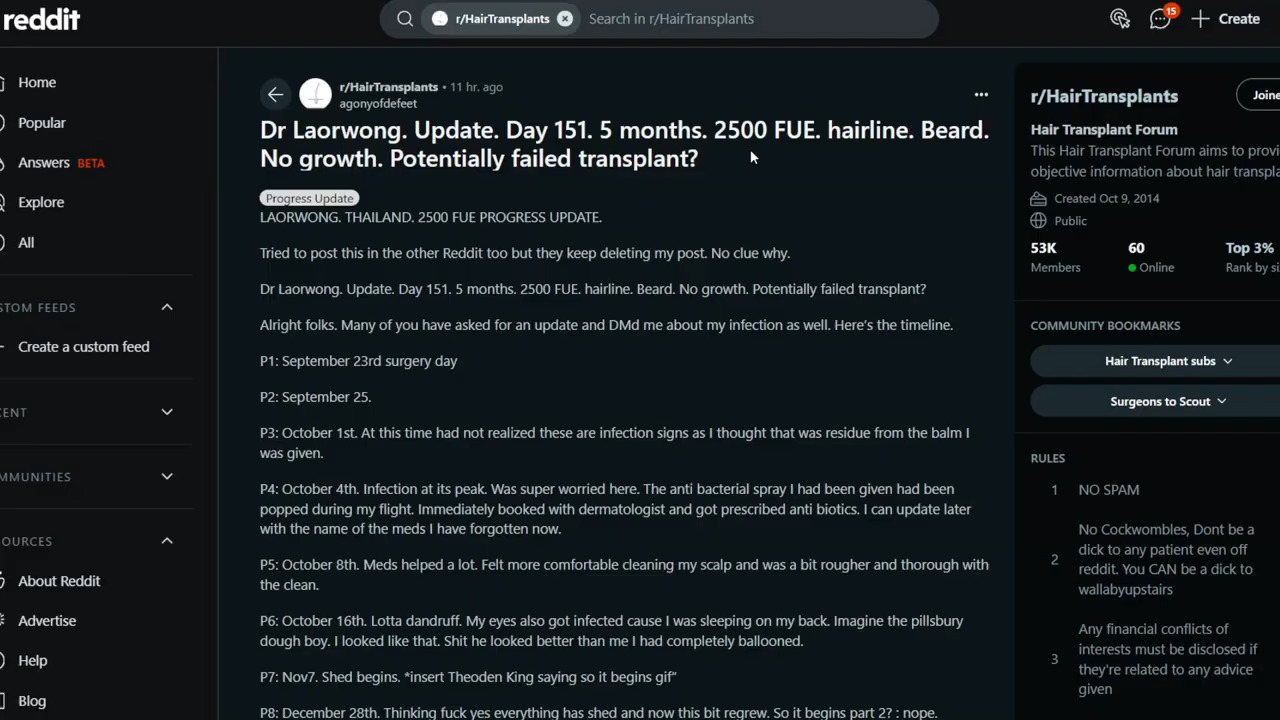 reddit
r/HairTransplants
Search in r/HairTransplants
15
Create
Home
Popular
Answers BETA
Explore
All
STOM FEEDS
Create a custom feed
CENT
MMUNITIES
SOURCES
About Reddit
Advertise
Help
Blog
r/HairTransplants • 11 hr. ago
agonyofdefeet
Dr Laorwong. Update. Day 151. 5 months. 2500 FUE. hairline. Beard.
No growth. Potentially failed transplant?
Progress Update
LAORWONG. THAILAND. 2500 FUE PROGRESS UPDATE.
Tried to post this in the other Reddit too but they keep deleting my post. No clue why.
Dr Laorwong. Update. Day 151. 5 months. 2500 FUE. hairline. Beard. No growth. Potentially failed transplant?
Alright folks. Many of you have asked for an update and DMd me about my infection as well. Here's the timeline.
P1: September 23rd surgery day
P2: September 25.
P3: October 1st. At this time had not realized these are infection signs as I thought that was residue from the balm I
was given.
P4: October 4th. Infection at its peak. Was super worried here. The anti bacterial spray I had been given had been
popped during my flight. Immediately booked with dermatologist and got prescribed anti biotics. I can update later
with the name of the meds I have forgotten now.
P5: October 8th. Meds helped a lot. Felt more comfortable cleaning my scalp and was a bit rougher and thorough with
the clean.
P6: October 16th. Lotta dandruff. My eyes also got infected cause I was sleeping on my back. Imagine the pillsbury
dough boy. I looked like that. Shit he looked better than me I had completely ballooned.
P7: Nov7. Shed begins. *insert Theoden King saying so it begins gif"
P8: December 28th. Thinking fuck yes everything has shed and now this bit regrew. So it begins part 2? : nope.
r/HairTransplants
Joine
Hair Transplant Forum
This Hair Transplant Forum aims to provi
objective information about hair transpla
Created Oct 9, 2014
Public
53K
60
Top 3%
Members
Online
Rank by si
COMMUNITY BOOKMARKS
Hair Transplant subs
Surgeons to Scout
RULES
1 NO SPAM
2 No Cockwombles, Dont be a
dick to any patient even off
reddit. You CAN be a dick to
wallabyupstairs
3 Any financial conflicts of
interests must be disclosed if
they're related to any advice
given